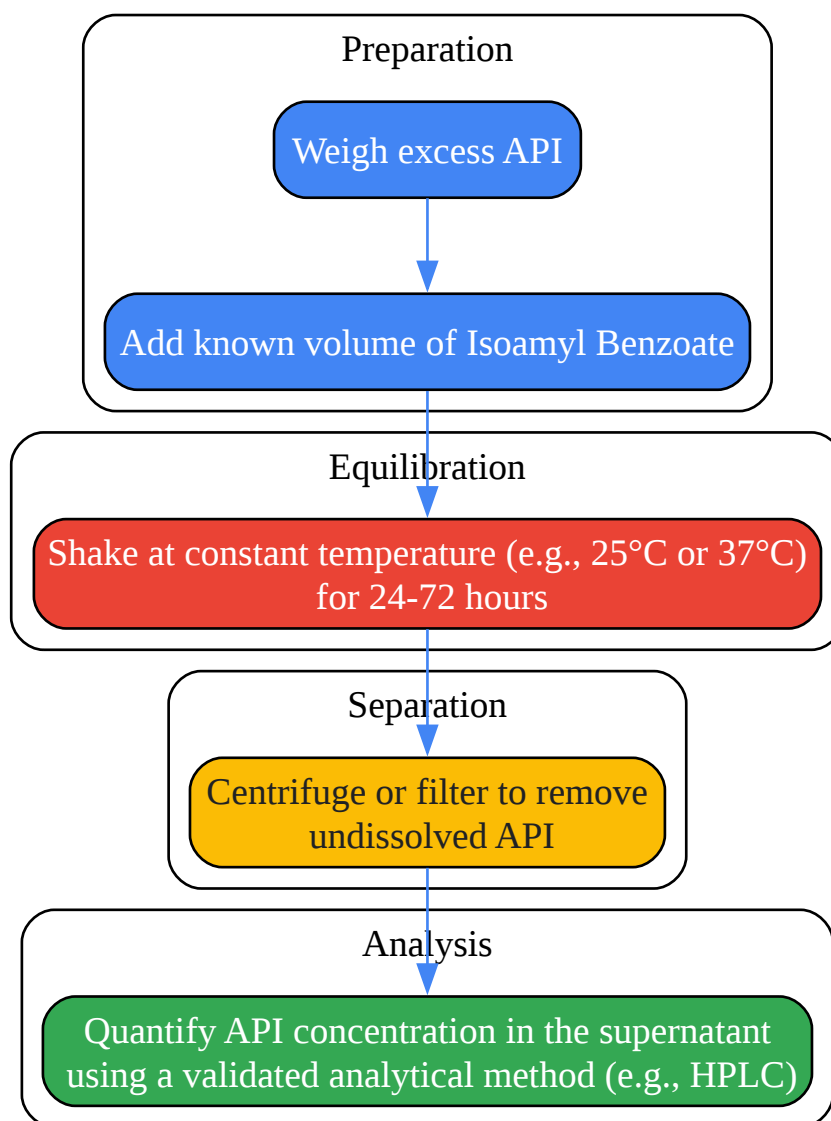 Preparation
Weigh excess API
Add known volume of Isoamyl Benzoate
Equilibration
Shake at constant temperature (e.g., 25°C or 37°C)
for 24-72 hours
Separation
Centrifuge or filter to remove
undissolved API
Analysis
Quantify API concentration in the supernatant
using a validated analytical method (e.g., HPLC)